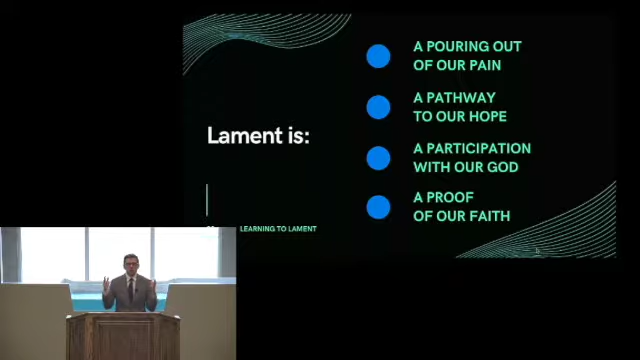 Lament is:
LEARNING TO LAMENT
A POURING OUT
OF OUR PAIN
A PATHWAY
TO OUR HOPE
A PARTICIPATION
WITH OUR GOD
A PROOF
OF OUR FAITH